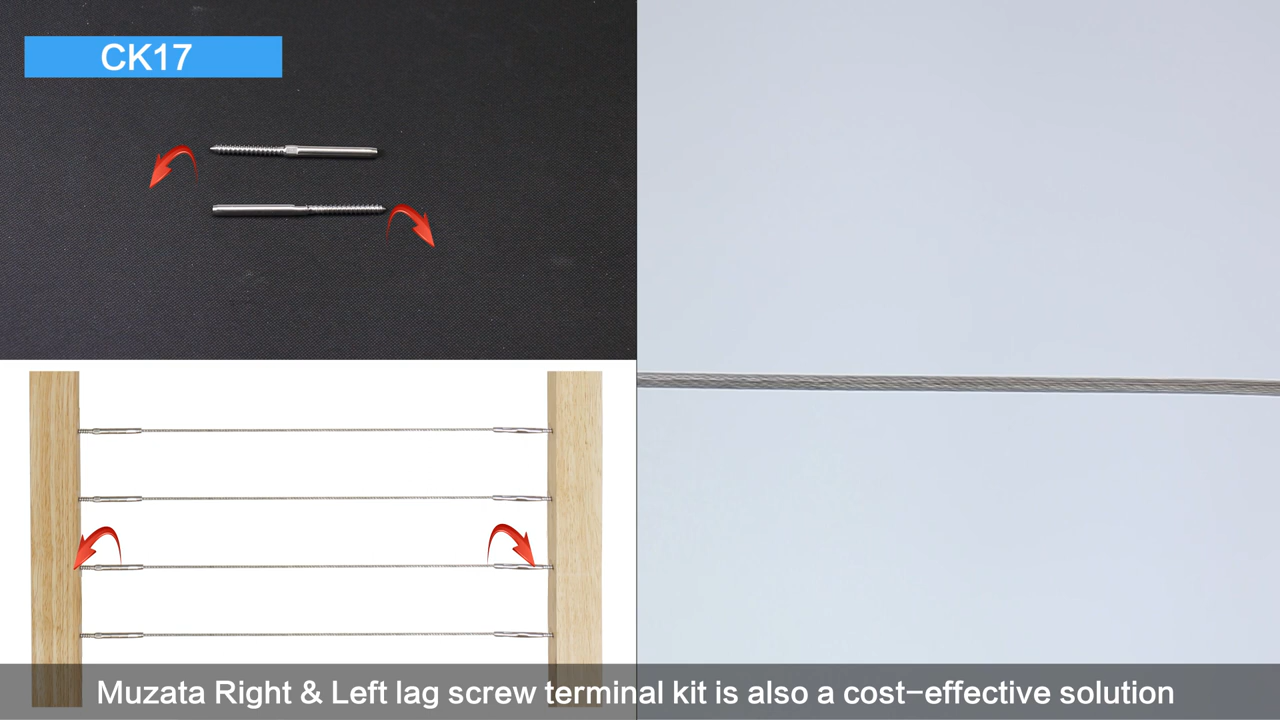 CK17
Muzata Right & Left lag screw terminal kit is also a cost-effective solution